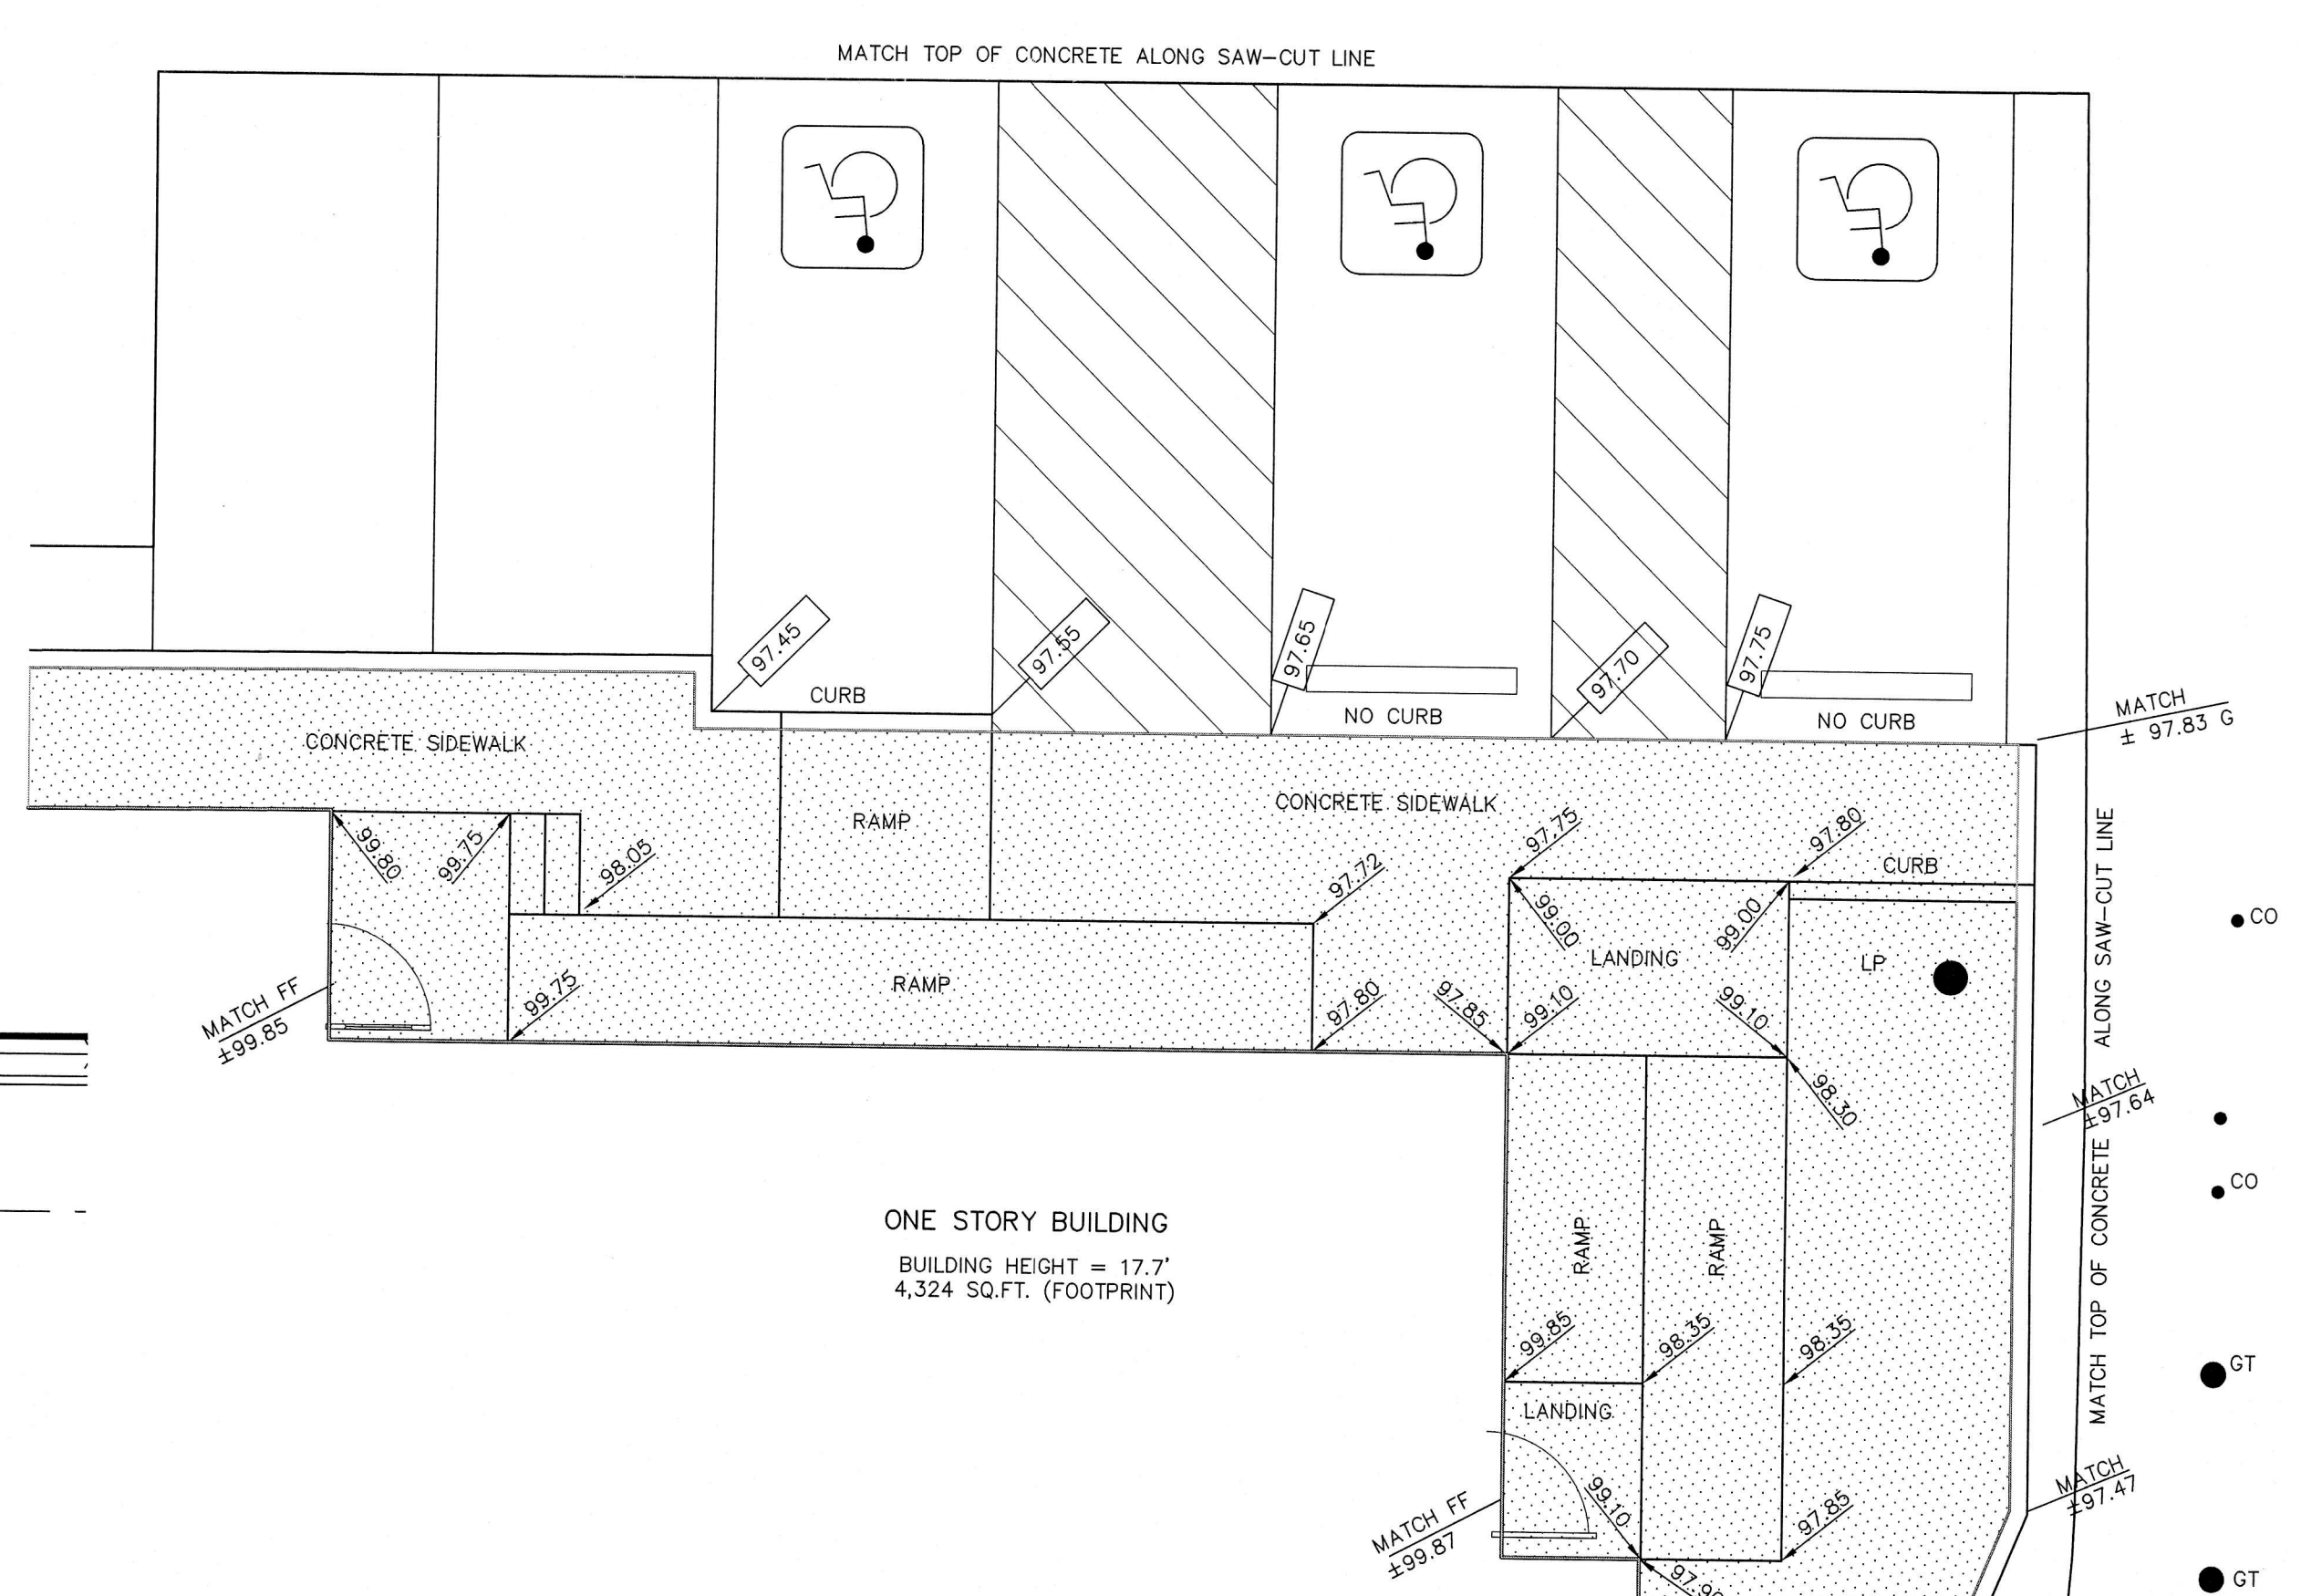 MATCH TOP OF CONCRETE ALONG SAW-CUT LINE
97.45
97.55
97.65
97.70
97.75
CURB
NO CURB
NO CURB
MATCH
± 97.83 G
CONCRETE SIDEWALK
RAMP
CONCRETE SIDEWALK
99.80
99.75
98.05
97.72
97.75
97.80
CURB
99.00
99.00
LANDING
LP
CO
MATCH FF
±99.85
99.75
RAMP
97.80
97.85
99.10
99.10
98.30
MATCH
±97.64
CO
MATCH TOP OF CONCRETE ALONG SAW-CUT LINE
ONE STORY BUILDING
BUILDING HEIGHT = 17.7'
4,324 SQ.FT. (FOOTPRINT)
RAMP
RAMP
99.85
98.35
98.35
GT
LANDING
MATCH FF
±99.87
99.10
97.85
MATCH
±97.47
GT